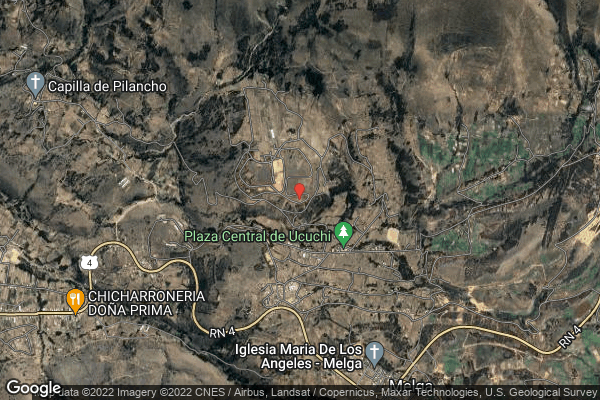 Capilla de Pilancho
Plaza Central de Ucuchi
4
CHICHARRONERIA
DOÑA PRIMA
RN-4
RN-4
Iglesia Maria De Los
Angeles - Melga
Melga
Google
data ©2022 Imagery ©2022 CNES / Airbus, Landsat / Copernicus, Maxar Technologies, U.S. Geological Survey